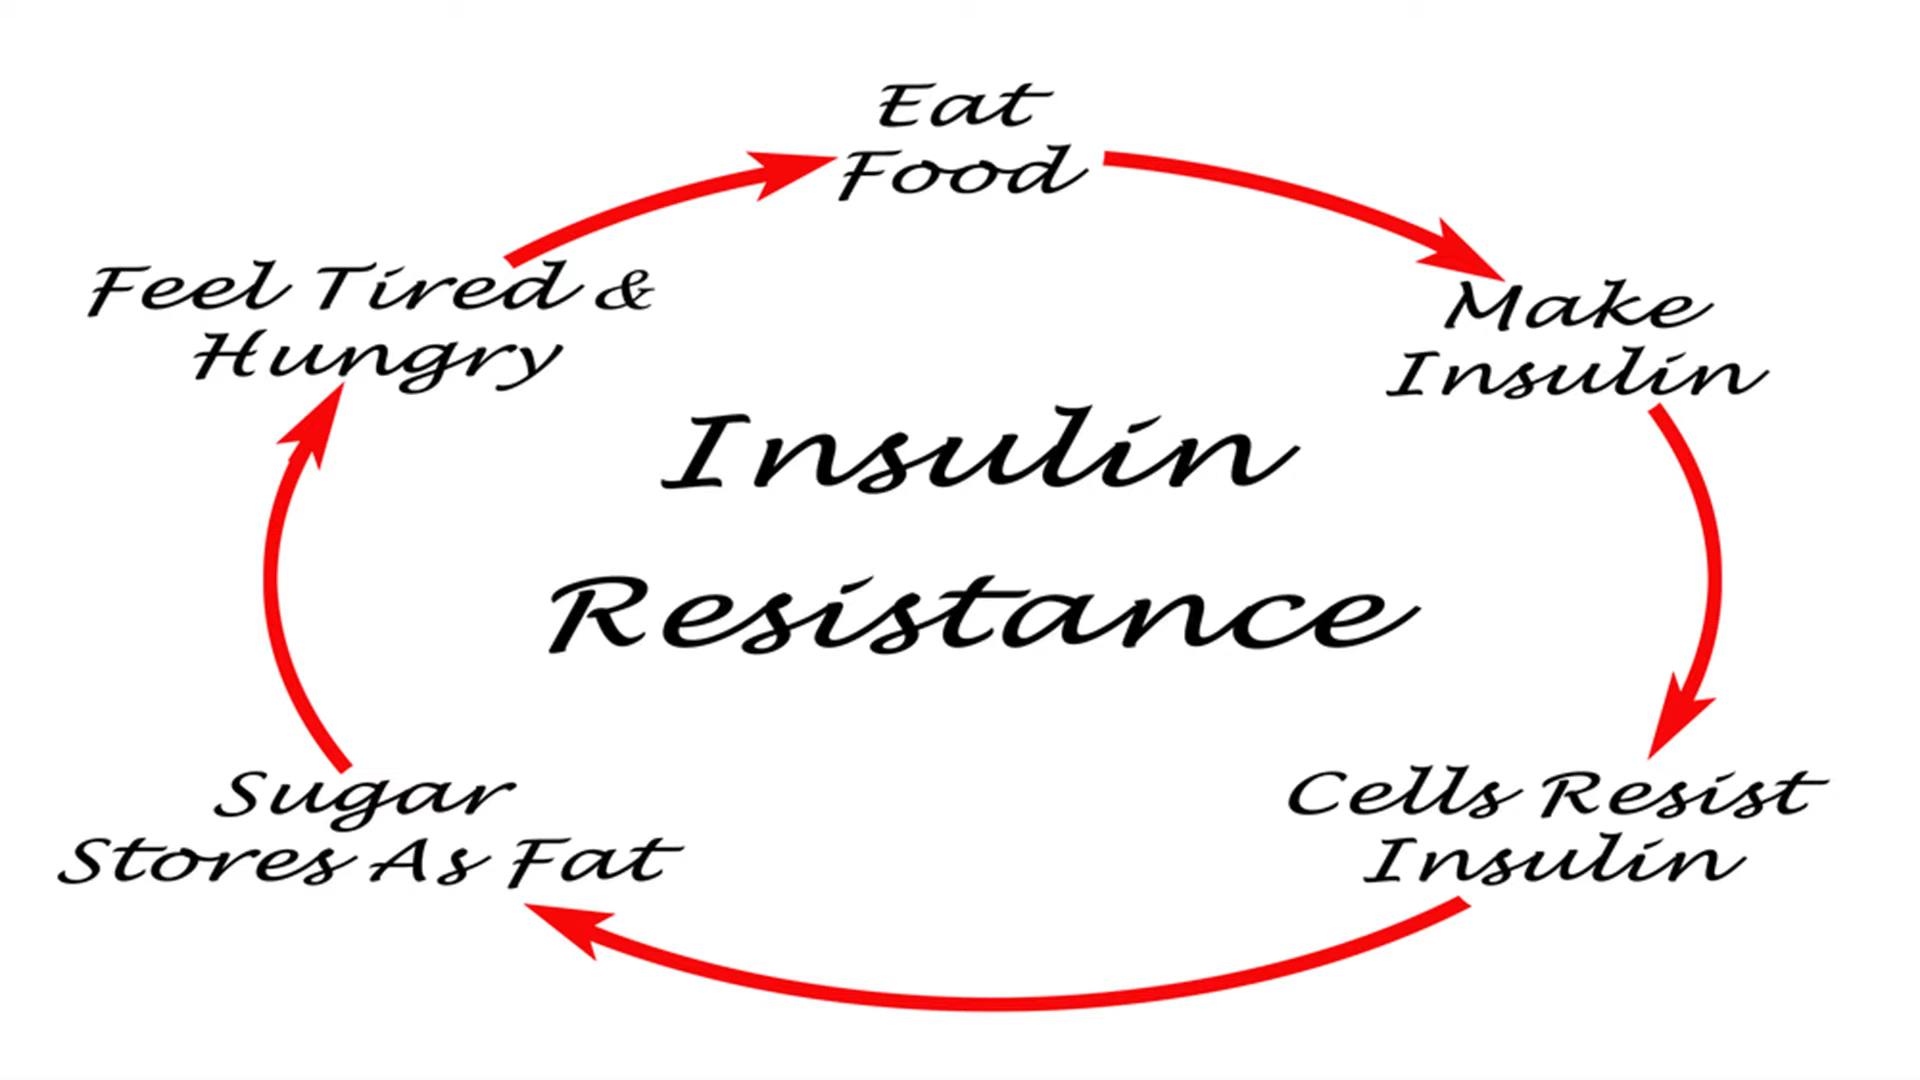 Eat
Food
Make
Insulin
Cells Resist
Insulin
Sugar
Stores As Fat
Feel Tired &
Hungry
Insulin
Resistance